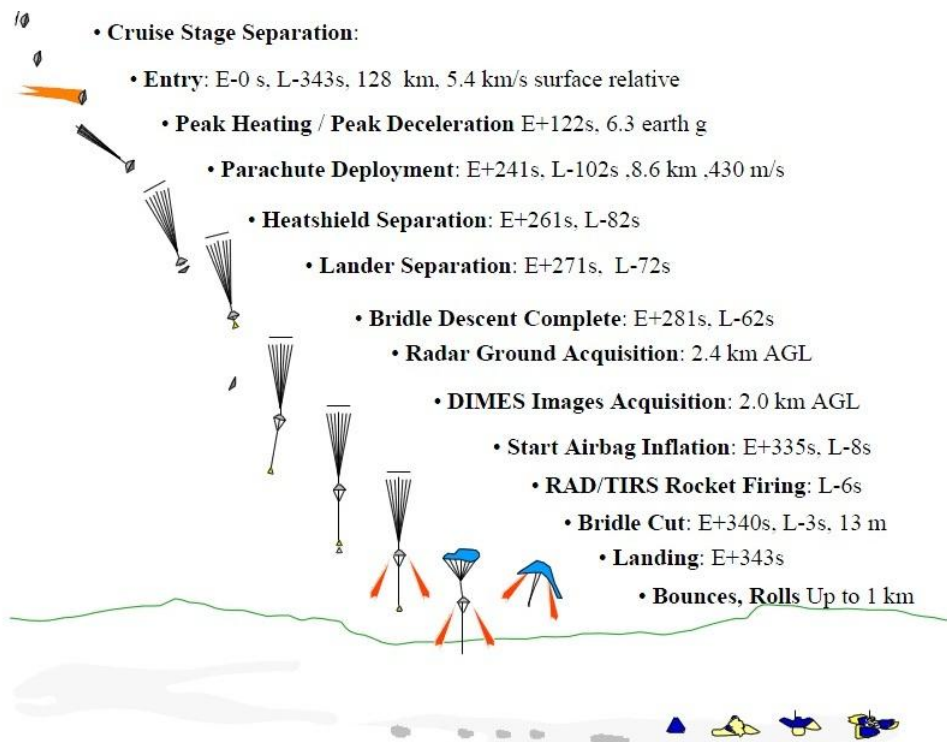 • Cruise Stage Separation:
• Entry: E-0 s, L-343s, 128 km, 5.4 km/s surface relative
• Peak Heating / Peak Deceleration E+122s, 6.3 earth g
• Parachute Deployment: E+241s, L-102s ,8.6 km ,430 m/s
• Heatshield Separation: E+261s, L-82s
• Lander Separation: E+271s, L-72s
• Bridle Descent Complete: E+281s, L-62s
• Radar Ground Acquisition: 2.4 km AGL
• DIMES Images Acquisition: 2.0 km AGL
• Start Airbag Inflation: E+335s, L-8s
• RAD/TIRS Rocket Firing: L-6s
• Bridle Cut: E+340s, L-3s, 13 m
• Landing: E+343s
• Bounces, Rolls Up to 1 km